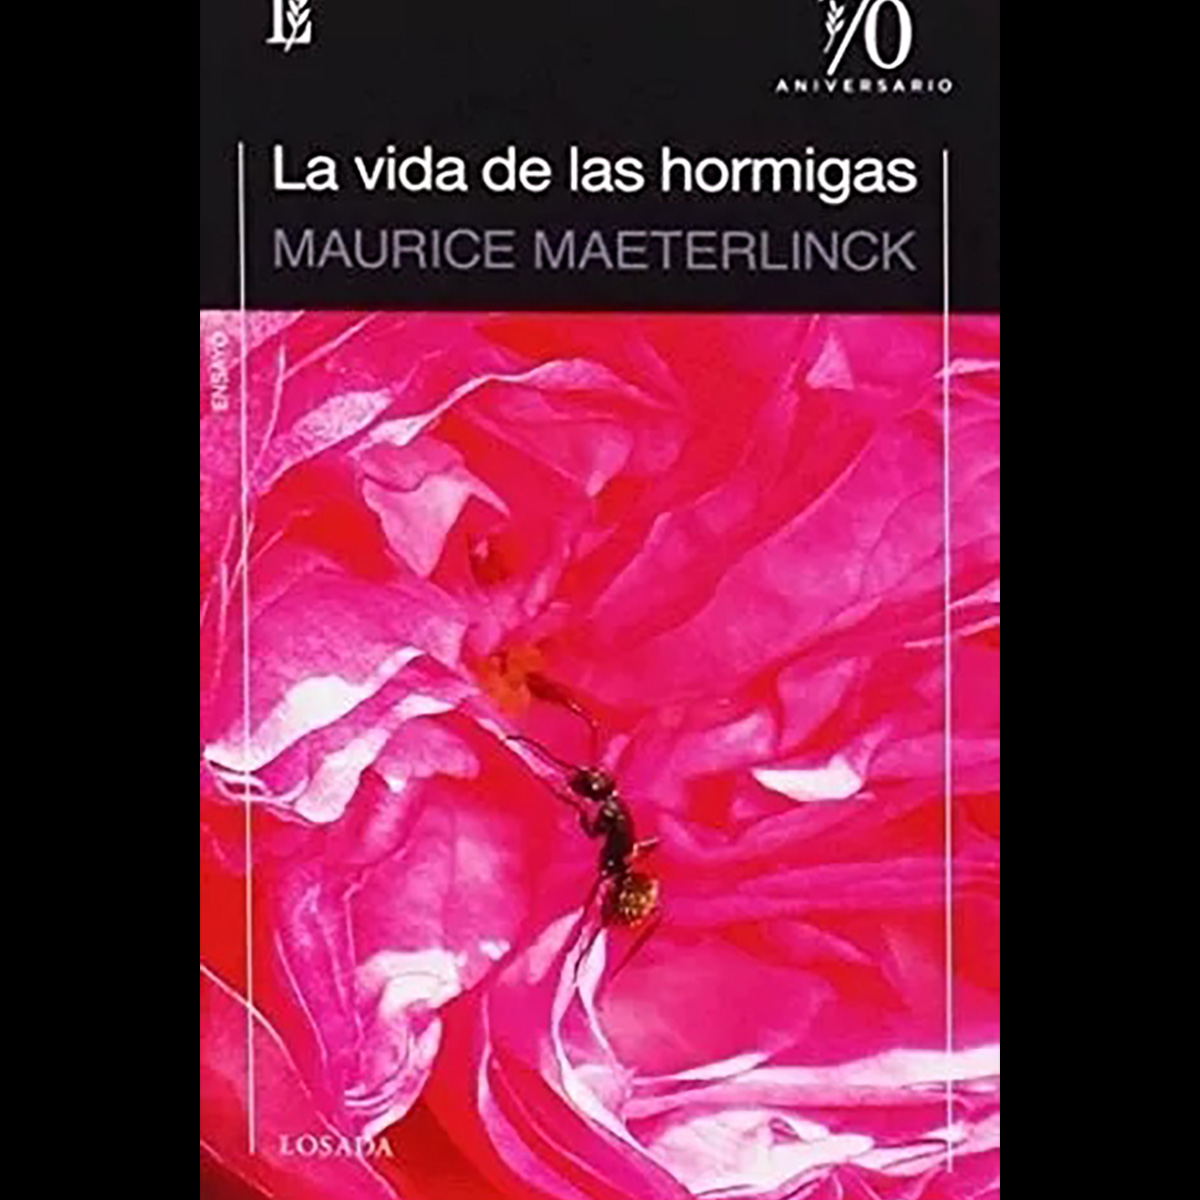 L
70
ANIVERSARIO
La vida de las hormigas
MAURICE MAETERLINCK
ENSAYO
LOSADA